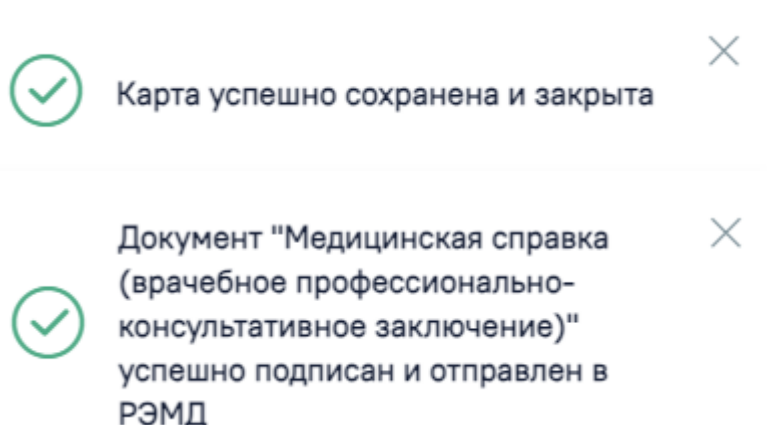 Карта успешно сохранена и закрыта
Документ "Медицинская справка
(врачебное профессионально-
консультативное заключение)"
успешно подписан и отправлен в
РЭМД